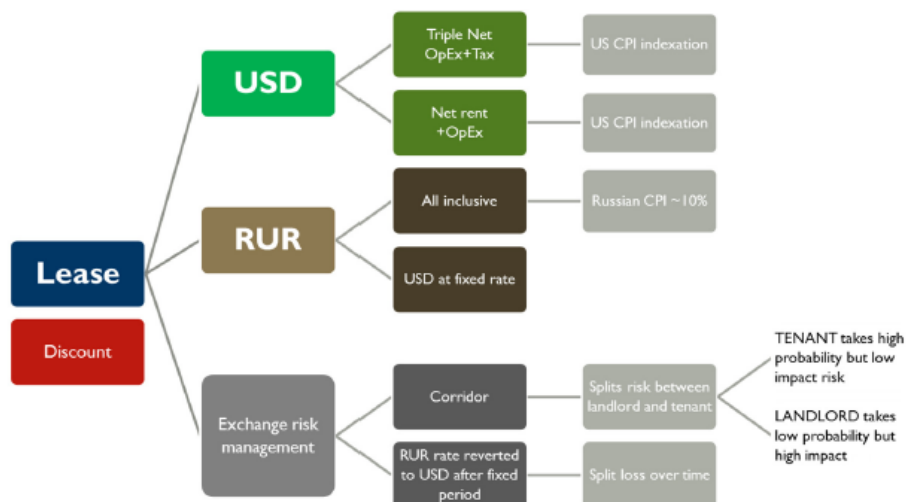 Lease
Discount
USD
Triple Net
OpEx+Tax
US CPI indexation
Net rent
+OpEx
US CPI indexation
RUR
All inclusive
Russian CPI ~10%
USD at fixed rate
Exchange risk
management
Corridor
Splits risk between
landlord and tenant
TENANT takes high
probability but low
impact risk
LANDLORD takes
low probability but
high impact
RUR rate reverted
to USD after fixed
period
Split loss over time